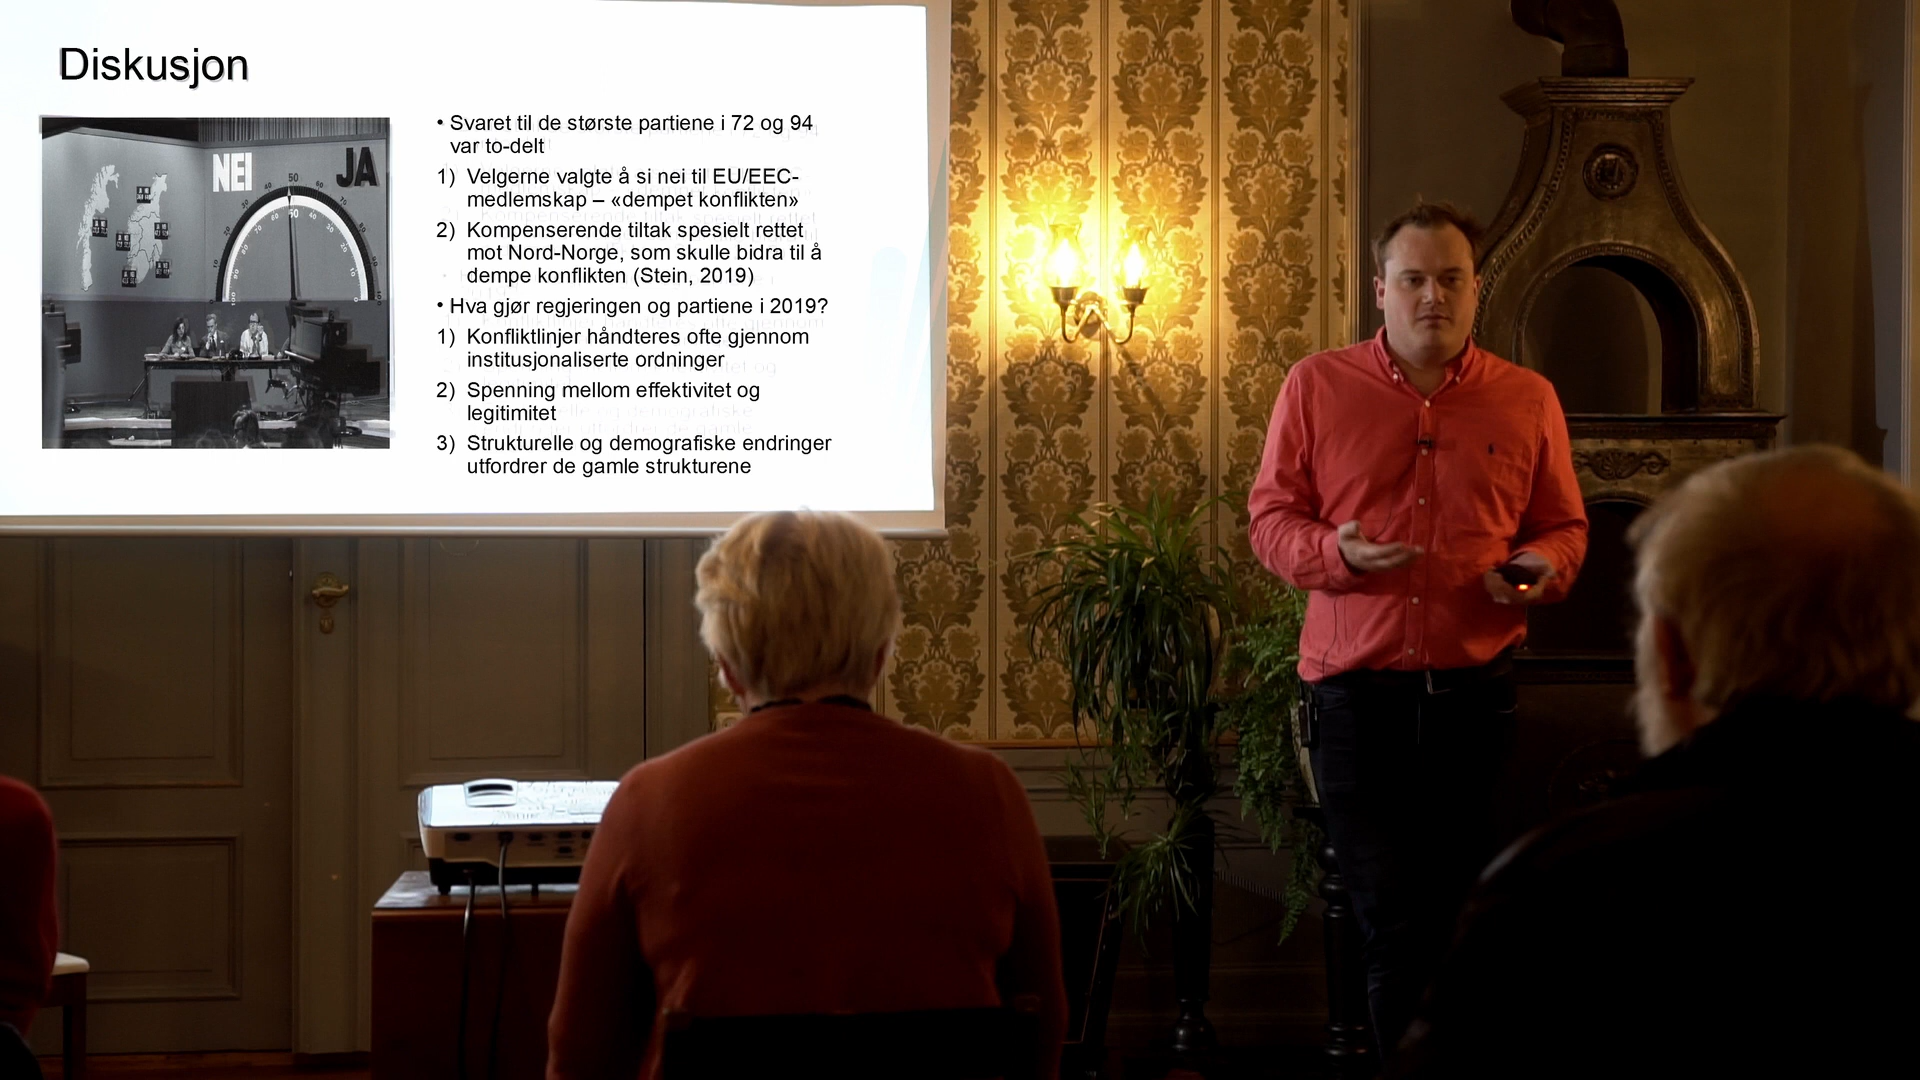 Diskusjon
NEI
JA
• Svaret til de største partiene i 72 og 94
var to-delt
1) Velgerne valgte å si nei til EU/EEC-
medlemskap – «dempet konflikten»
2) Kompenserende tiltak spesielt rettet
mot Nord-Norge, som skulle bidra til å
dempe konflikten (Stein, 2019)
• Hva gjør regjeringen og partiene i 2019?
1) Konfliktlinjer håndteres ofte gjennom
institusjonaliserte ordninger
2) Spenning mellom effektivitet og
legitimitet
3) Strukturelle og demografiske endringer
utfordrer de gamle strukturene